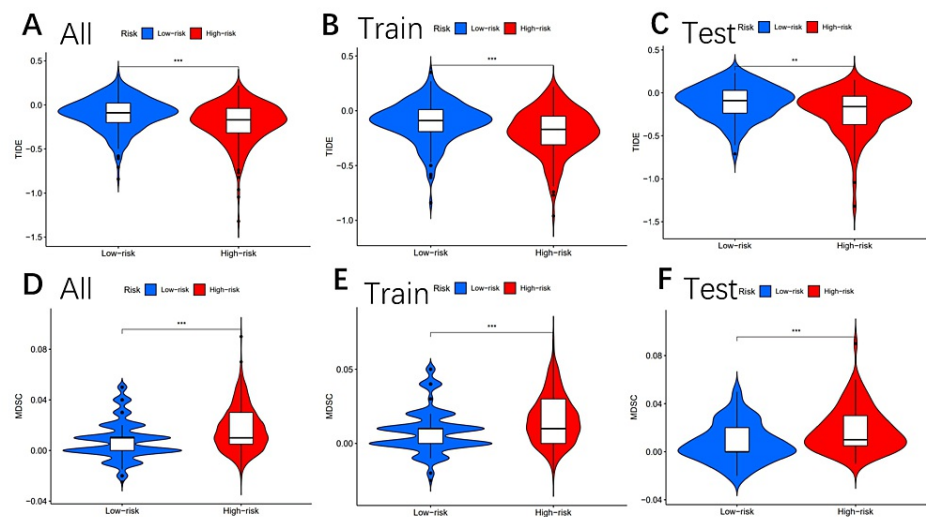 A All Risk Low-risk High-risk
***
0.5
0.0
−0.5
−1.0
−1.5
TIDE
Low-risk High-risk
B Train Risk Low-risk High-risk
***
0.5
0.0
−0.5
−1.0
TIDE
Low-risk High-risk
C Test Risk Low-risk High-risk
**
0.5
0.0
−0.5
−1.0
−1.5
TIDE
Low-risk High-risk
D All Risk Low-risk High-risk
***
0.08
0.04
0.00
−0.04
MDSC
Low-risk High-risk
E Train Risk Low-risk High-risk
***
0.05
0.00
MDSC
Low-risk High-risk
F Test Risk Low-risk High-risk
***
0.08
0.04
0.00
−0.04
MDSC
Low-risk High-risk